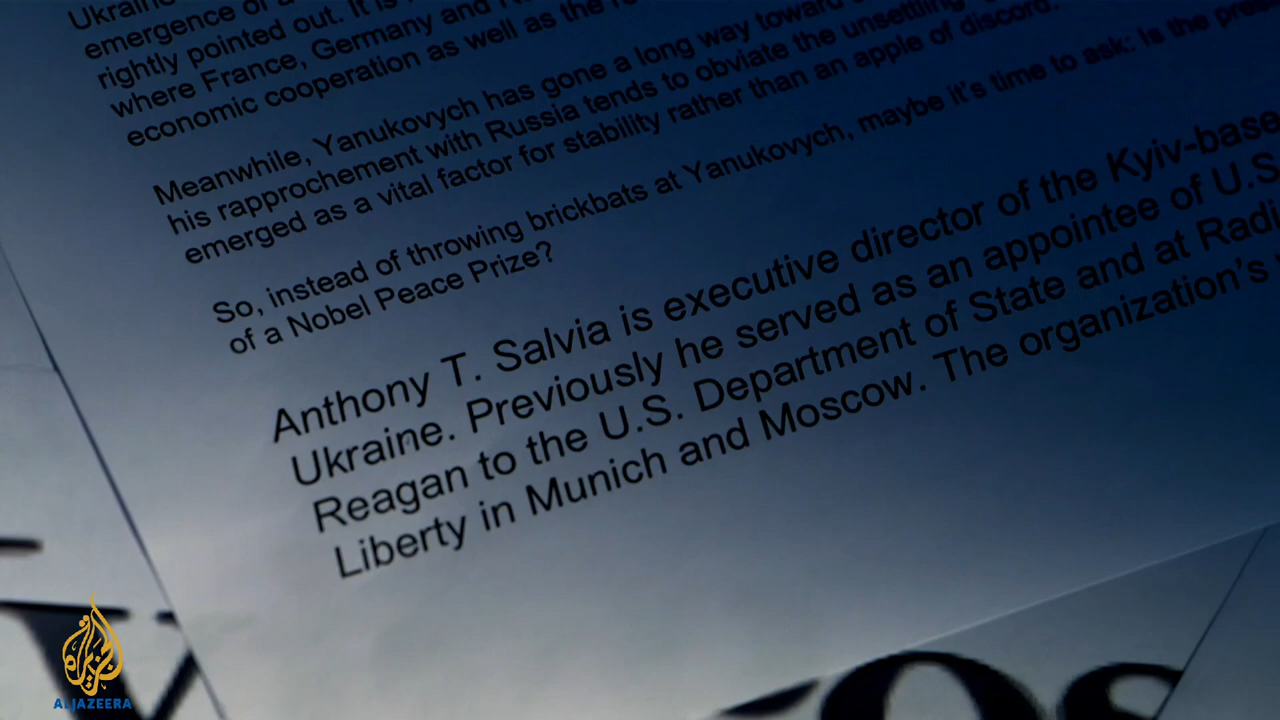 Ukraine
emergence of a
rightly pointed out. It is
where France, Germany and
economic cooperation as well as the
Meanwhile, Yanukovych has gone a long way toward
his rapprochement with Russia tends to obviate the unsettling
emerged as a vital factor for stability rather than an apple of discord.
So, instead of throwing brickbats at Yanukovych, maybe it's time to ask: Is the
of a Nobel Peace Prize?
Anthony T. Salvia is executive director of the Kyiv-base
Ukraine. Previously he served as an appointee of U.S.
Reagan to the U.S. Department of State and at Radi
Liberty in Munich and Moscow. The organization's
الجزيرة
ALJAZEERA